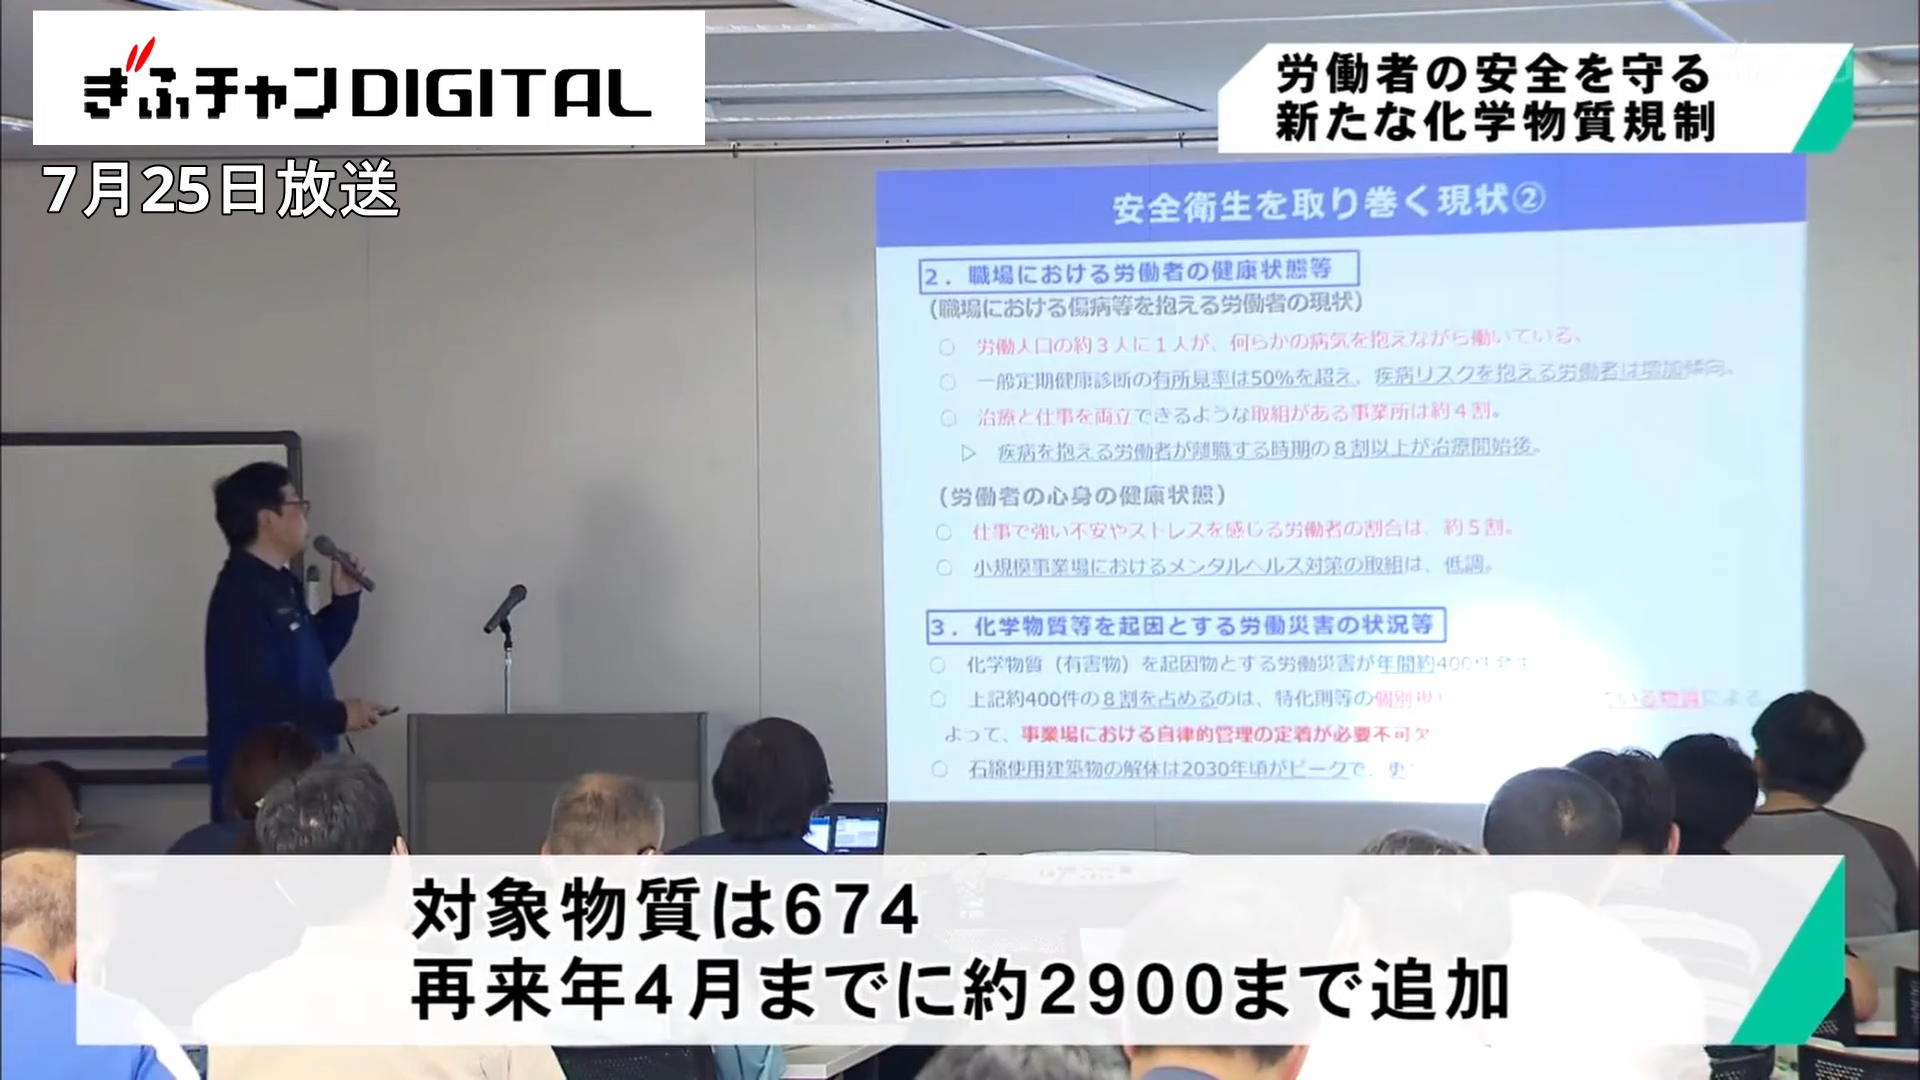 ぎふチャンDIGITAL
7月25日放送
労働者の安全を守る
新たな化学物質規制
安全衛生を取り巻く現状②
2．職場における労働者の健康状態等
（職場における傷病等を抱える労働者の現状）
○ 労働人口の約3人に1人が、何らかの病気を抱えながら働いている。
○ 一般定期健康診断の有所見率は50%を超え、疾病リスクを抱える労働者は増加傾向。
○ 治療と仕事を両立できるような取組がある事業所は約4割。
▷ 疾病を抱える労働者が離職する時期の8割以上が治療開始後。
（労働者の心身の健康状態）
○ 仕事で強い不安やストレスを感じる労働者の割合は、約5割。
○ 小規模事業場におけるメンタルヘルス対策の取組は、低調。
3．化学物質等を起因とする労働災害の状況等
○ 化学物質（有害物）を起因物とする労働災害が年間約400
○ 上記約400件の8割を占めるのは、特化則等の個別 いる物質による
よって、事業場における自律的管理の定着が必要不可欠
○ 石綿使用建築物の解体は2030年頃がピークで、更
対象物質は674
再来年4月までに約2900まで追加